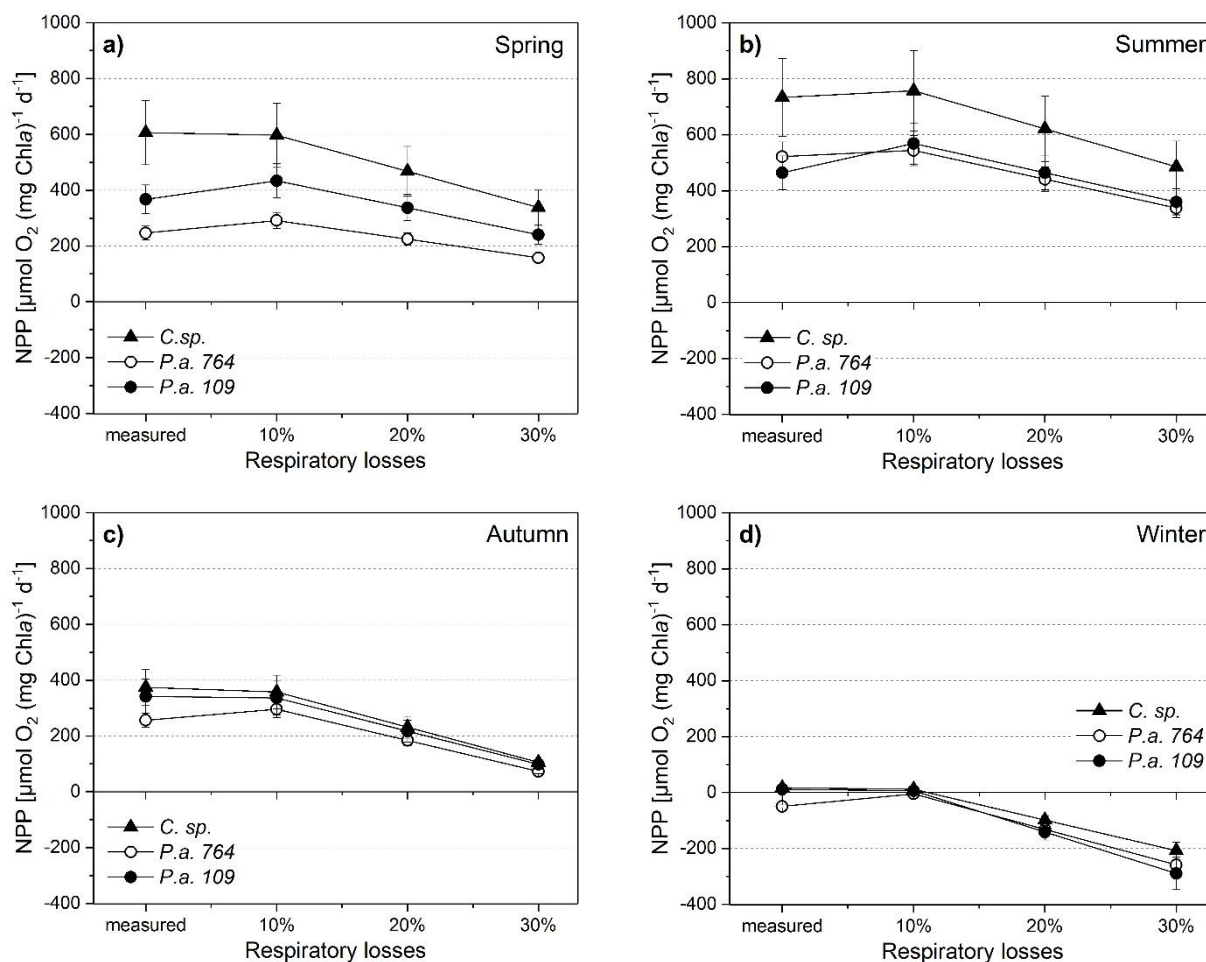 a)
Spring
1000
800
600
400
200
0
-200
-400
NPP [µmol O₂ (mg Chla)⁻¹ d⁻¹]
C.sp.
P.a. 764
P.a. 109
measured
10%
20%
30%
Respiratory losses
b)
Summer
1000
800
600
400
200
0
-200
-400
NPP [µmol O₂ (mg Chla)⁻¹ d⁻¹]
C. sp.
P.a. 764
P.a. 109
measured
10%
20%
30%
Respiratory losses
c)
Autumn
1000
800
600
400
200
0
-200
-400
NPP [µmol O₂ (mg Chla)⁻¹ d⁻¹]
C. sp.
P.a. 764
P.a. 109
measured
10%
20%
30%
Respiratory losses
d)
Winter
1000
800
600
400
200
0
-200
-400
NPP [µmol O₂ (mg Chla)⁻¹ d⁻¹]
C. sp.
P.a. 764
P.a. 109
measured
10%
20%
30%
Respiratory losses